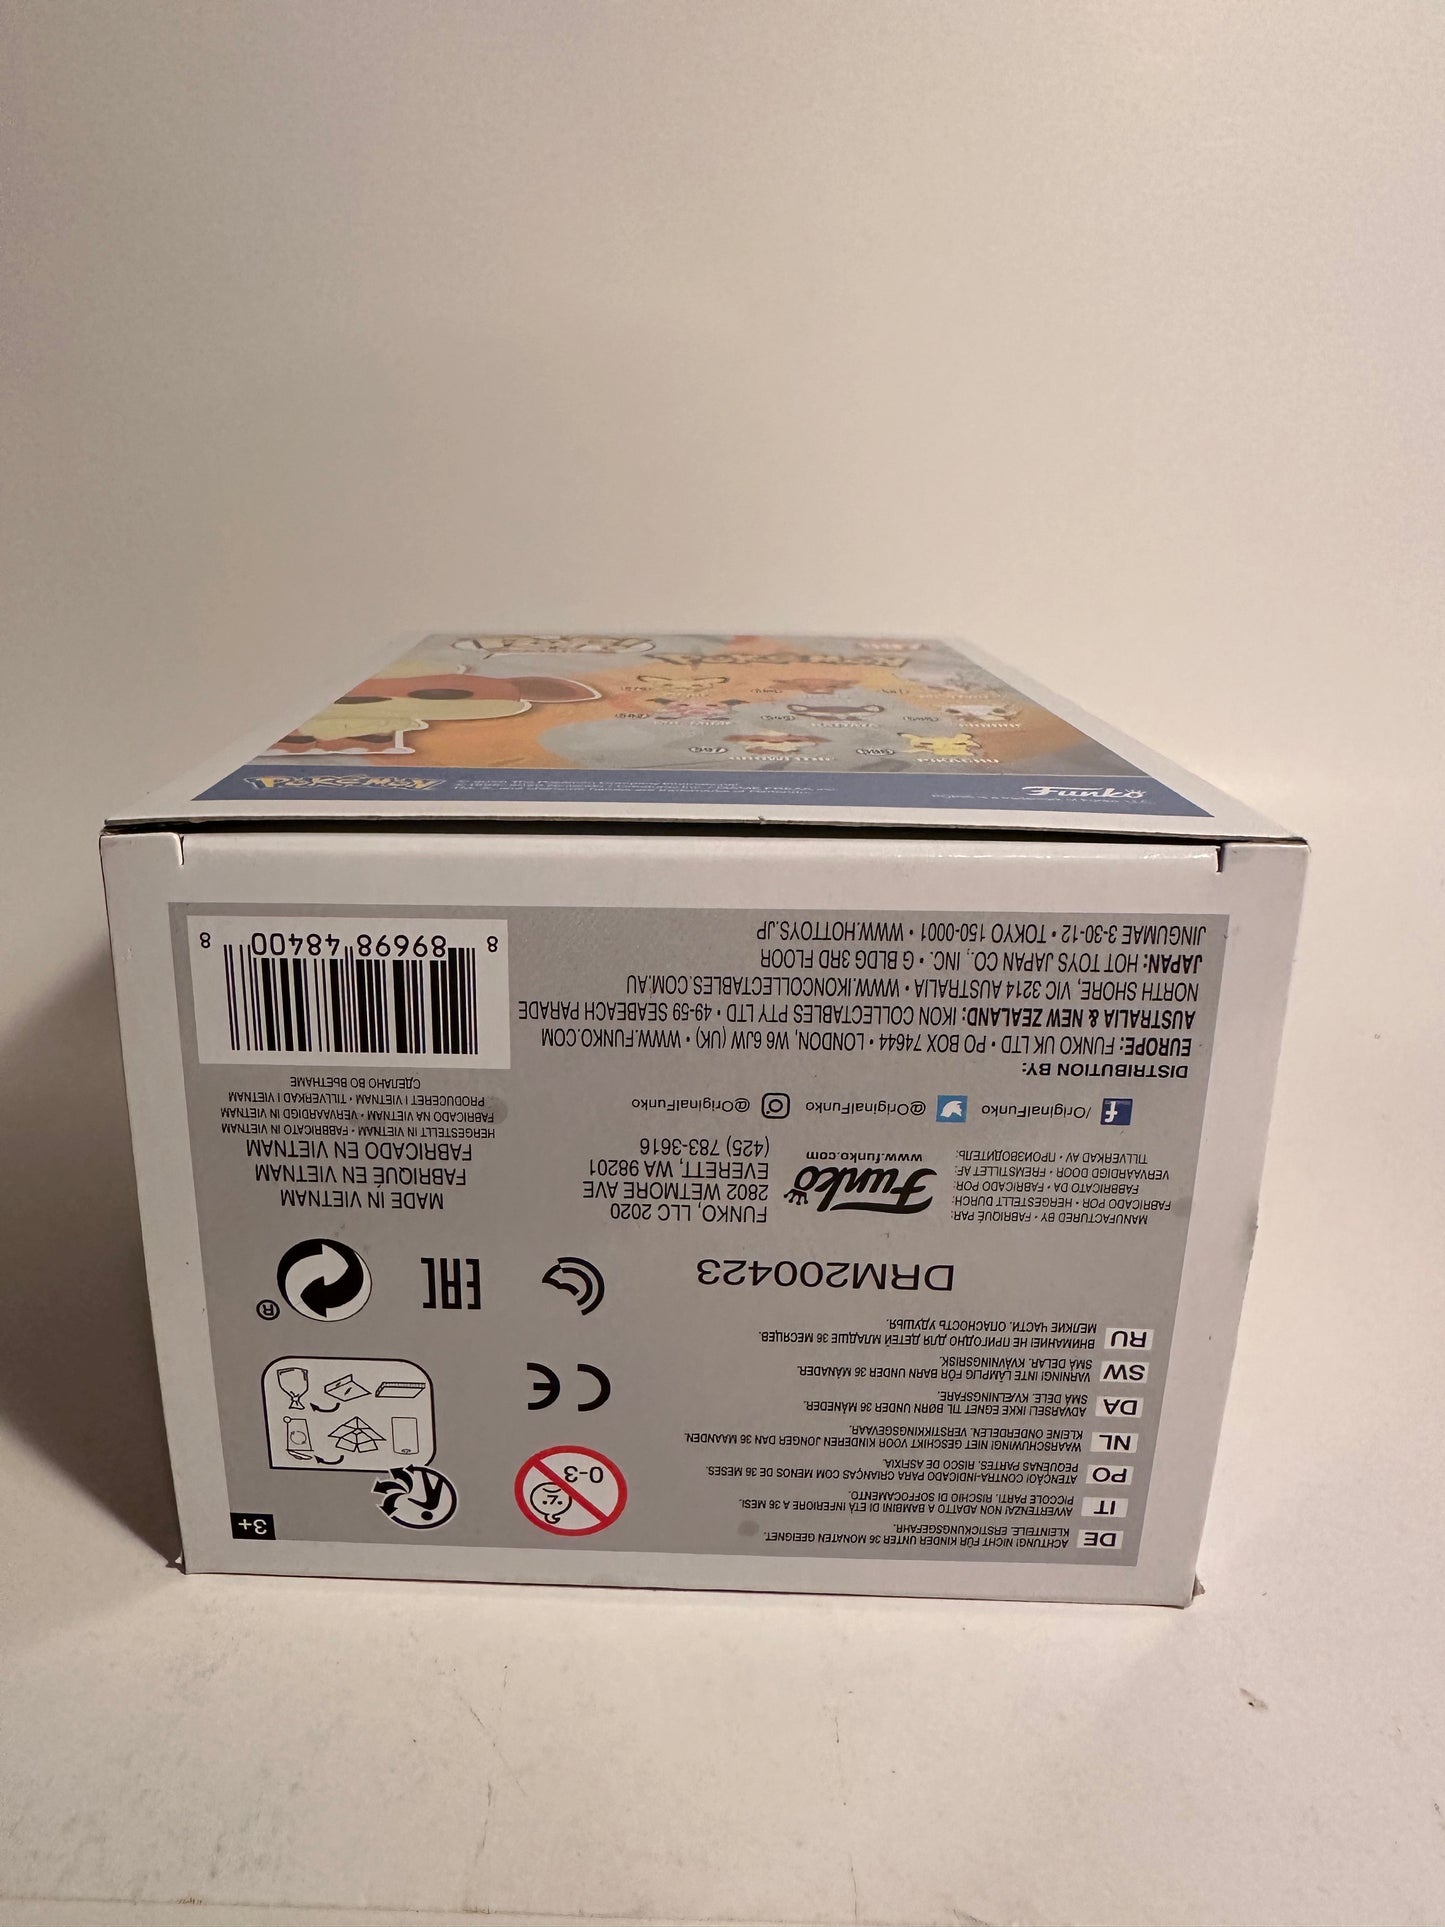 DE ACHTUNG! NICHT FÜR KINDER UNTER 36 MONATEN GEEIGNET.
KLEINTEILE. ERSTICKUNGSGEFAHR.
IT AVVERTENZA! NON ADATTO A BAMBINI DI ETÀ INFERIORE A 36 MESI.
PICCOLE PARTI. RISCHIO DI SOFFOCAMENTO.
PO ATENÇÃO! CONTRA-INDICADO PARA CRIANÇAS COM MENOS DE 36 MESES.
PEQUENAS PARTES. RISCO DE ASFIXIA.
NL WAARSCHUWING! NIET GESCHIKT VOOR KINDEREN JONGER DAN 36 MAANDEN.
KLEINE ONDERDELEN. VERSTIKKINGSGEVAAR.
DA ADVARSEL! IKKE EGNET TIL BØRN UNDER 36 MÅNEDER.
SMÅ DELE. KVÆLNINGSFARE.
SW VARNING! INTE LÄMPLIG FÖR BARN UNDER 36 MÅNADER.
SMÅ DELAR. KVÄVNINGSRISK.
RU ВНИМАНИЕ! НЕ ПРИГОДНО ДЛЯ ДЕТЕЙ МЛАДШЕ 36 МЕСЯЦЕВ.
МЕЛКИЕ ЧАСТИ. ОПАСНОСТЬ УДУШЬЯ.
0-3
3+
CE
EAC
®
DRM200423
MANUFACTURED BY • FABRIQUÉ PAR:
FABRICADO POR • HERGESTELLT DURCH:
FABBRICATO DA • FABRICADO POR:
VERVAARDIGD DOOR • FREMSTILLET AF:
TILLVERKAD AV • ПРОИЗВОДИТЕЛЬ:
Funko
www.funko.com
FUNKO, LLC 2020
2802 WETMORE AVE
EVERETT, WA 98201
(425) 783-3616
MADE IN VIETNAM
FABRIQUÉ EN VIETNAM
FABRICADO EN VIETNAM
HERGESTELLT IN VIETNAM • FABBRICATO IN VIETNAM
FABRICADO NA VIETNAM • VERVAARDIGD IN VIETNAM
PRODUCERET I VIETNAM • TILLVERKAD I VIETNAM
СДЕЛАНО ВО ВЬЕТНАМЕ
/OriginalFunko @OriginalFunko @OriginalFunko
DISTRIBUTION BY:
EUROPE: FUNKO UK LTD • PO BOX 74644 • LONDON, W6 6JW (UK) • WWW.FUNKO.COM
AUSTRALIA & NEW ZEALAND: IKON COLLECTABLES PTY LTD • 49-59 SEABEACH PARADE
NORTH SHORE, VIC 3214 AUSTRALIA • WWW.IKONCOLLECTABLES.COM.AU
JAPAN: HOT TOYS JAPAN CO., INC. • G BLDG 3RD FLOOR
JINGUMAE 3-30-12 • TOKYO 150-0001 • WWW.HOTTOYS.JP
8 89698 48400 8
Funko
Pokémon
Pokémon